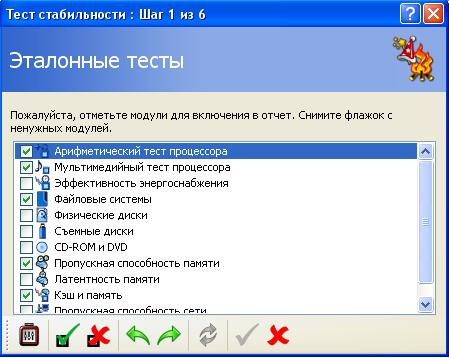 Тест стабильности : Шаг 1 из 6
Эталонные тесты
Пожалуйста, отметьте модули для включения в отчет. Снимите флажок с
ненужных модулей.
Арифметический тест процессора
Мультимедийный тест процессора
Эффективность энергоснабжения
Файловые системы
Физические диски
Съемные диски
CD-ROM и DVD
Пропускная способность памяти
Латентность памяти
Кэш и память
Пропускная способность сети